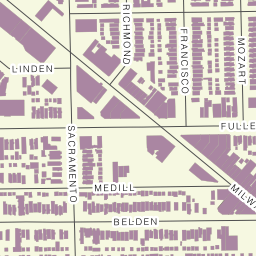 RICHMOND
FRANCISCO
MOZART
LINDEN
FULLE
SACRAMENTO
MEDILL
MILWA
BELDEN